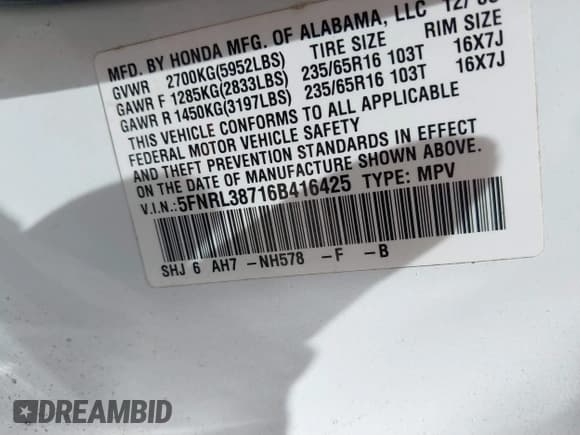 MFD. BY HONDA MFG. OF ALABAMA, LLC 12/
GVWR 2700KG(5952LBS) TIRE SIZE RIM SIZE
GAWR F 1285KG(2833LBS) 235/65R16 103T 16X7J
GAWR R 1450KG(3197LBS) 235/65R16 103T 16X7J
THIS VEHICLE CONFORMS TO ALL APPLICABLE
FEDERAL MOTOR VEHICLE SAFETY
AND THEFT PREVENTION STANDARDS IN EFFECT
ON THE DATE OF MANUFACTURE SHOWN ABOVE.
V.I.N.:5FNRL38716B416425 TYPE: MPV
SHJ 6 AH7 -NH578 -F -B
DREAMBID